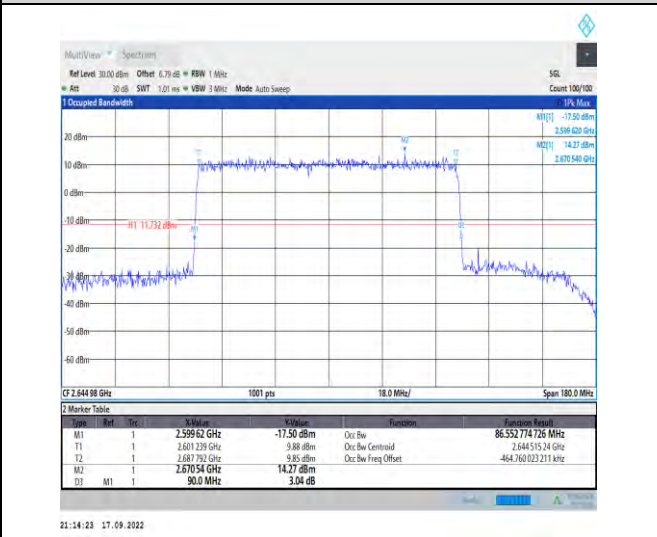 MultiView Spectrum
Ref Level 30.00 dBm Offset 6.79 dB RBW 1 MHz SGL
Att 30 dB SWT 1.01 ms VBW 3 MHz Mode Auto Sweep Count 100/100
1 Occupied Bandwidth 1Pk Max
M1[1] -17.50 dBm
2.599 620 GHz
M2[1] 14.27 dBm
2.670 540 GHz
20 dBm
M2
T1 T2
10 dBm
0 dBm
-10 dBm
H1 11.732 dBm
M1
-20 dBm
-30 dBm
-40 dBm
-50 dBm
-60 dBm
CF 2.644 98 GHz 1001 pts 18.0 MHz/ Span 180.0 MHz
2 Marker Table
Type Ref Trc X-Value Y-Value Function Function Result
M1 1 2.599 62 GHz -17.50 dBm Occ Bw 86.552 774 726 MHz
T1 1 2.601 239 GHz 9.88 dBm Occ Bw Centroid 2.644 515 24 GHz
T2 1 2.687 792 GHz 9.85 dBm Occ Bw Freq Offset -464.760 023 211 kHz
M2 1 2.670 54 GHz 14.27 dBm
D3 M1 1 90.0 MHz 3.04 dB
21:14:23 17.09.2022